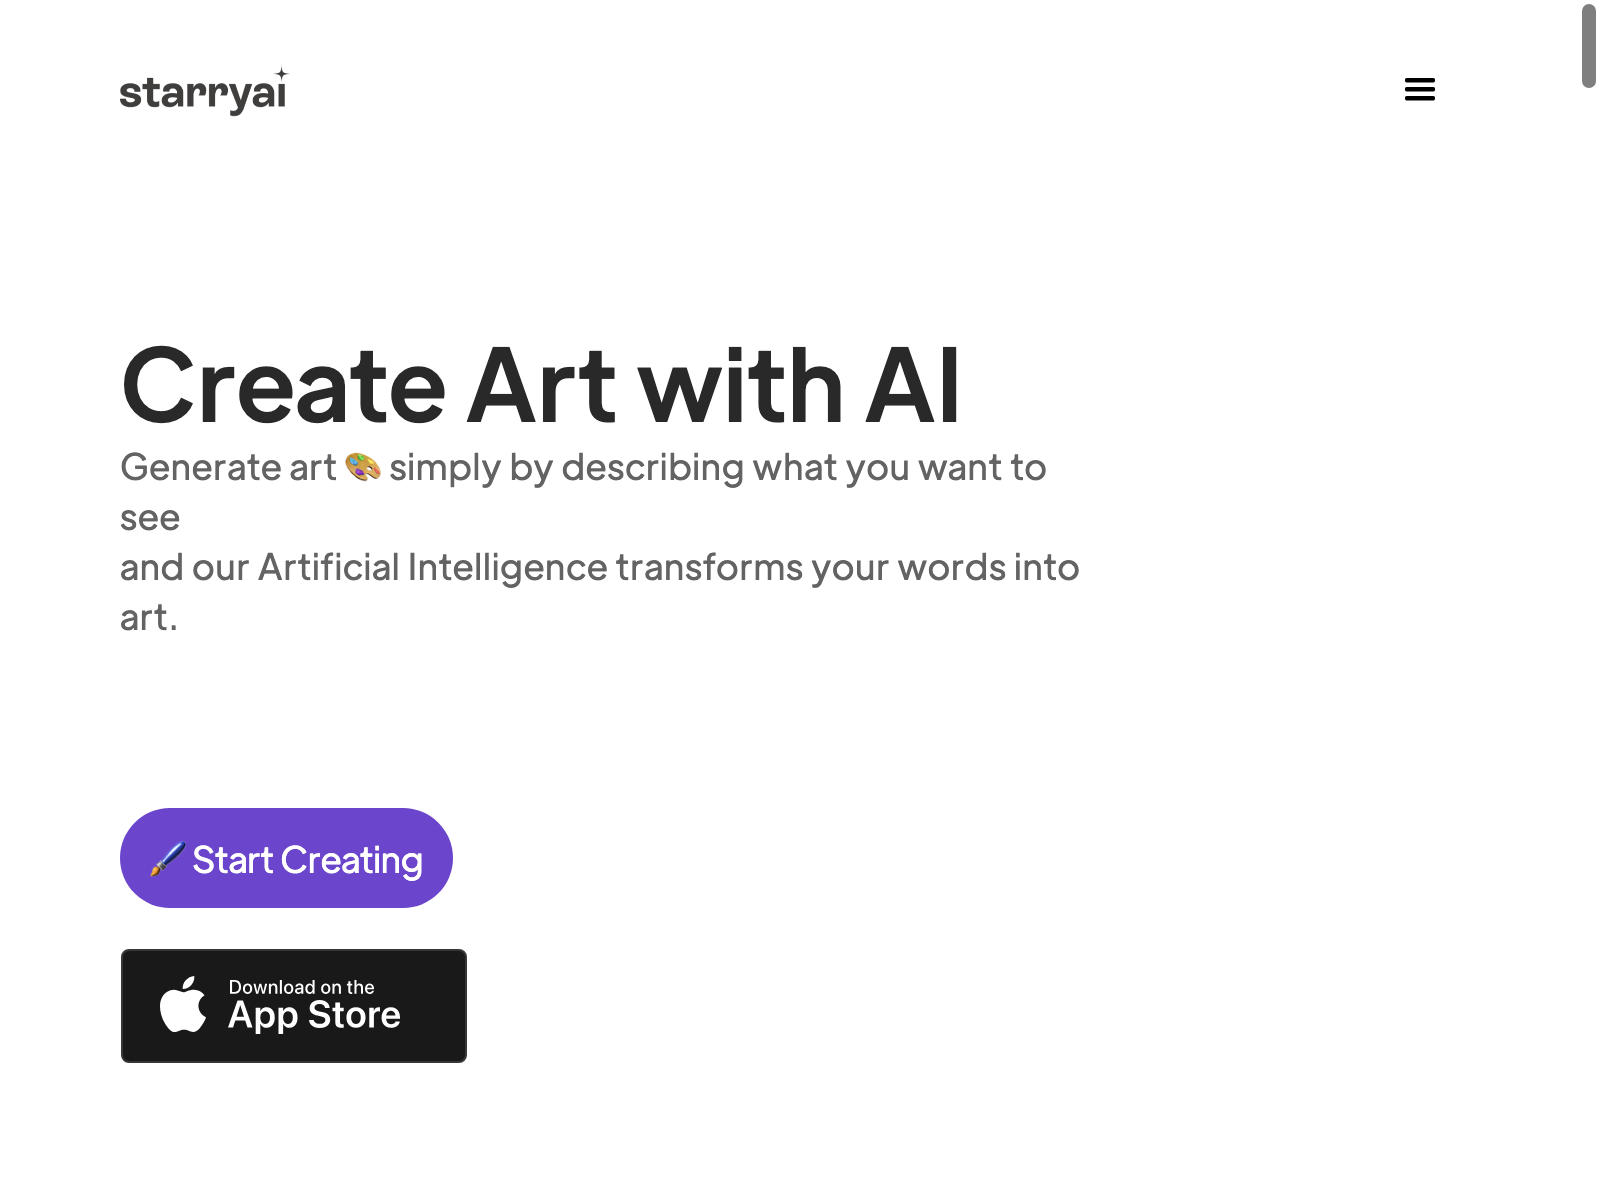 starryai
Create Art with AI
Generate art 🎨 simply by describing what you want to
see
and our Artificial Intelligence transforms your words into
art.
🖌️ Start Creating
Download on the
App Store